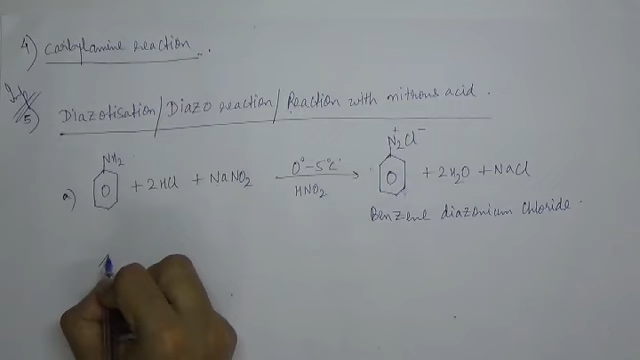 4) Carbylamine reaction.
Imp
5) Diazotisation/Diazo reaction/Reaction with nitrous acid.
a) NH2 + 2HCl + NaNO2 0°-5°C HNO2 → N2+Cl- + 2H2O + NaCl
Benzene diazonium chloride.